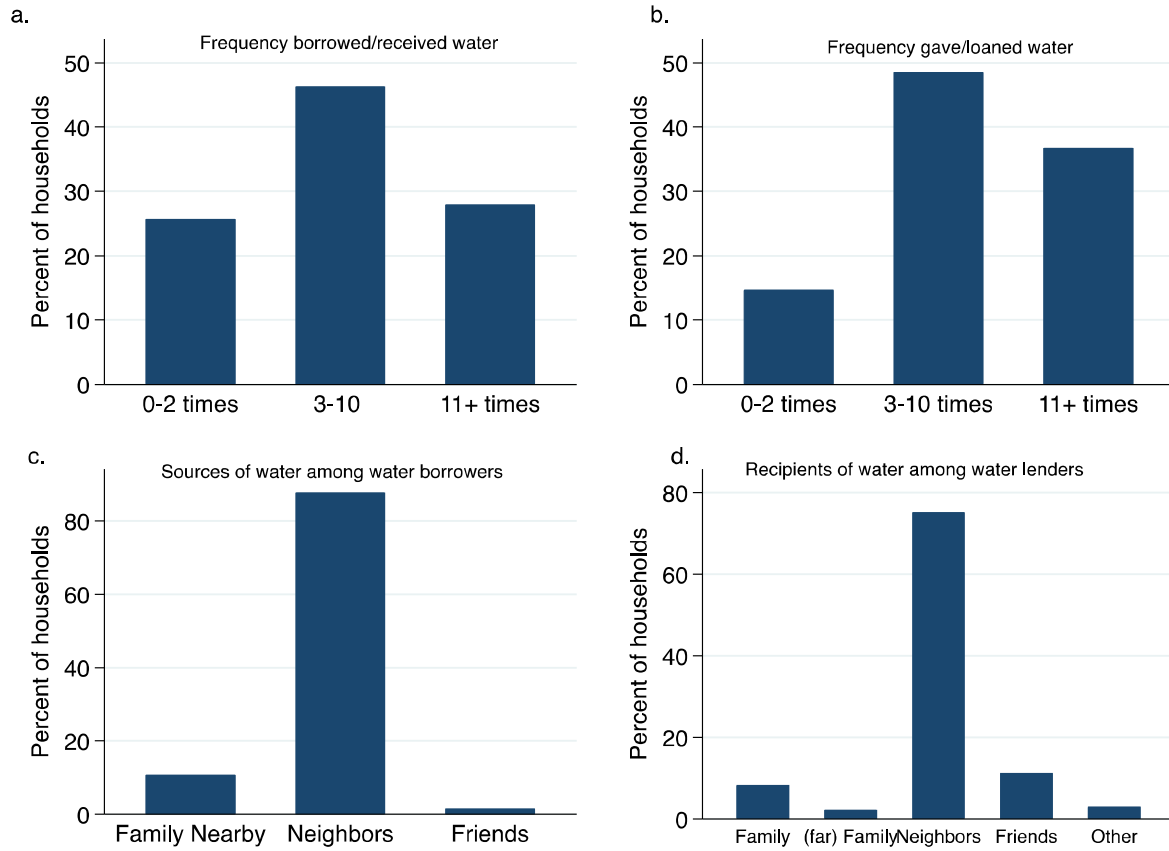 a.
Frequency borrowed/received water
Percent of households
50
40
30
20
10
0
0-2 times 3-10 11+ times
b.
Frequency gave/loaned water
Percent of households
50
40
30
20
10
0
0-2 times 3-10 times 11+ times
c.
Sources of water among water borrowers
Percent of households
80
60
40
20
0
Family Nearby Neighbors Friends
d.
Recipients of water among water lenders
Percent of households
80
60
40
20
0
Family (far) Family Neighbors Friends Other